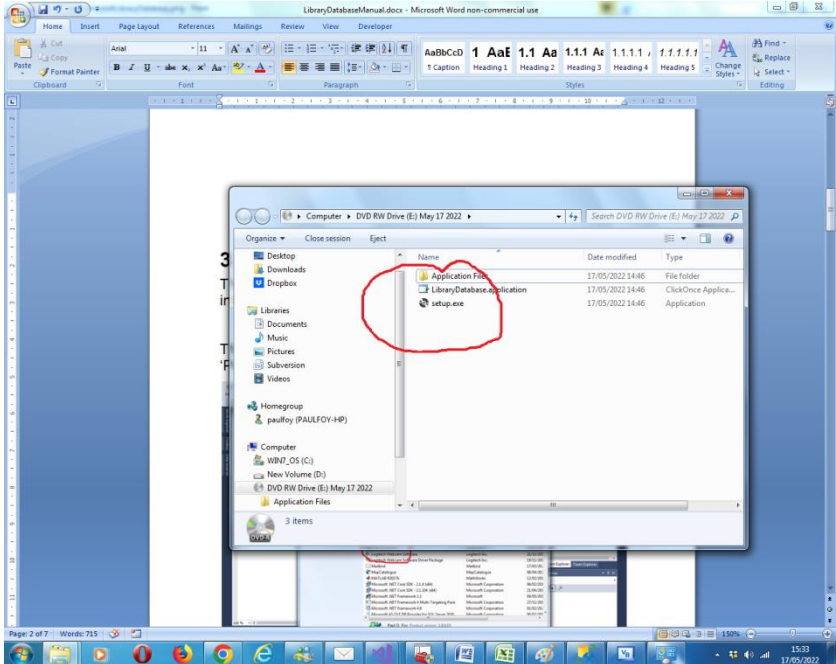 LibraryDatabaseManual.docx - Microsoft Word non-commercial use
Home Insert Page Layout References Mailings Review View Developer
Paste
Cut
Copy
Format Painter
Clipboard
Arial 11
Font
Paragraph
AaBbCcD 1 AaE 1.1 Aa 1.1.1 Aa 1.1.1.1 1.1.1.1.1
¶ Caption Heading 1 Heading 2 Heading 3 Heading 4 Heading 5
Change Styles
Styles
Find
Replace
Select
Editing
3
T
in
T
'F
Computer DVD RW Drive (E:) May 17 2022
Search DVD RW Drive (E:) May 17 2022
Organize Close session Eject
Desktop
Downloads
Dropbox
Libraries
Documents
Music
Pictures
Subversion
Videos
Homegroup
paulfoy (PAULFOY-HP)
Computer
WIN7_OS (C:)
New Volume (D:)
DVD RW Drive (E:) May 17 2022
Application Files
Name Date modified Type
Application Files 17/05/2022 14:46 File folder
LibraryDatabase.application 17/05/2022 14:46 ClickOnce Applica...
setup.exe 17/05/2022 14:46 Application
3 items
DVD-R
Page: 2 of 7 Words: 715 150%
15:33
17/05/2022